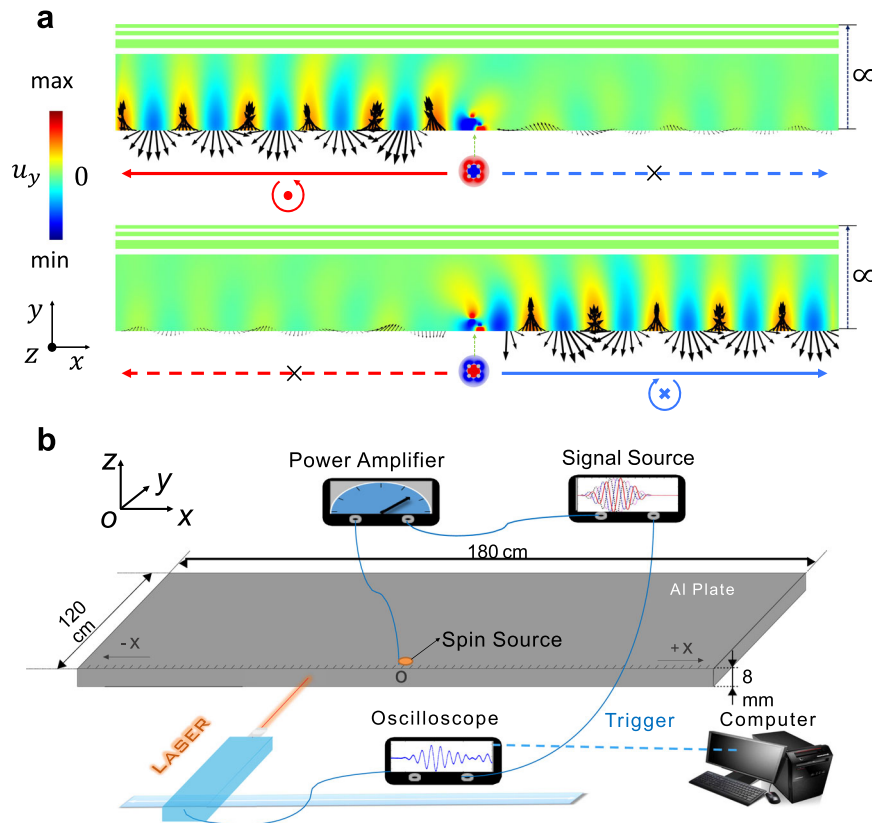 a
max
u_y 0
min
∞
∞
y
z x
b
Power Amplifier
Signal Source
z
y
o x
180 cm
120
cm
Al Plate
-X
Spin Source
+X
O
8
mm
LASER
Oscilloscope
Trigger
Computer